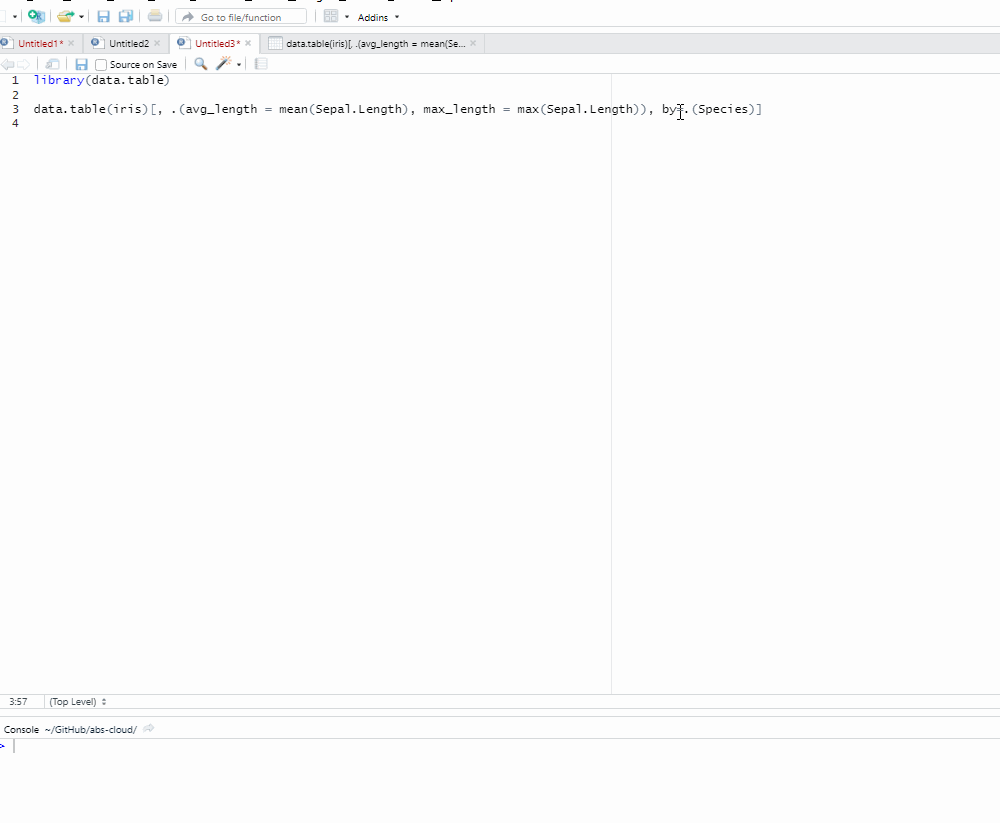 Go to file/function Addins
Untitled1* Untitled2 Untitled3* data.table(iris)[, .(avg_length = mean(Se...
Source on Save
1 library(data.table)
2
3 data.table(iris)[, .(avg_length = mean(Sepal.Length), max_length = max(Sepal.Length)), by=.(Species)]
4
3:57 (Top Level)
Console ~/GitHub/abs-cloud/
>